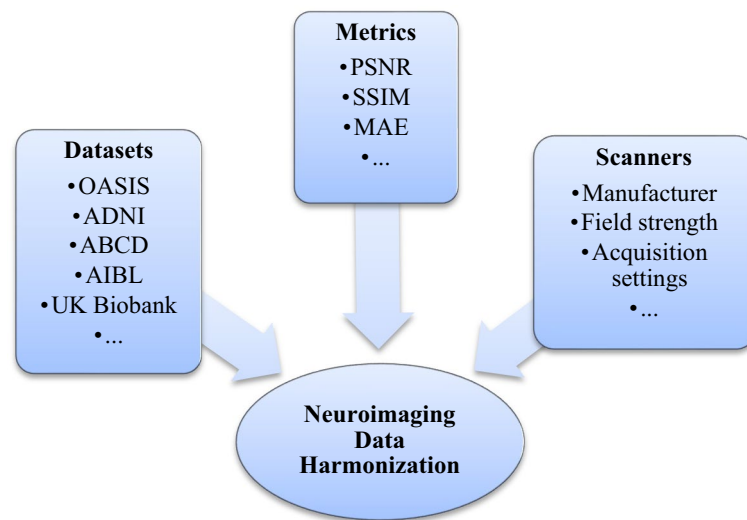 Metrics
•PSNR
•SSIM
•MAE
•...
Datasets
•OASIS
•ADNI
•ABCD
•AIBL
•UK Biobank
•...
Scanners
•Manufacturer
•Field strength
•Acquisition
settings
•...
Neuroimaging
Data
Harmonization